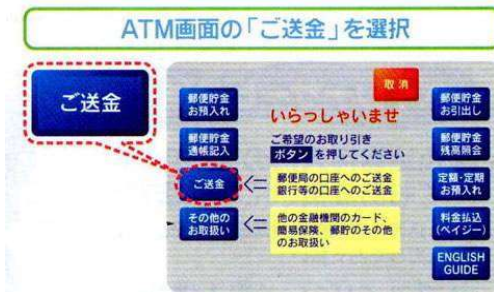 ATM画面の「ご送金」を選択
ご送金
取消
郵便貯金
お預入れ
いらっしゃいませ
郵便貯金
お引出し
郵便貯金
通帳記入
ご希望のお取り引き
ボタン を押してください
郵便貯金
残高照会
ご送金
郵便局の口座へのご送金
銀行等の口座へのご送金
定額・定期
お預入れ
その他の
お取扱い
他の金融機関のカード、
簡易保険、郵貯のその他
のお取扱い
料金払込
(ペイジー)
ENGLISH
GUIDE